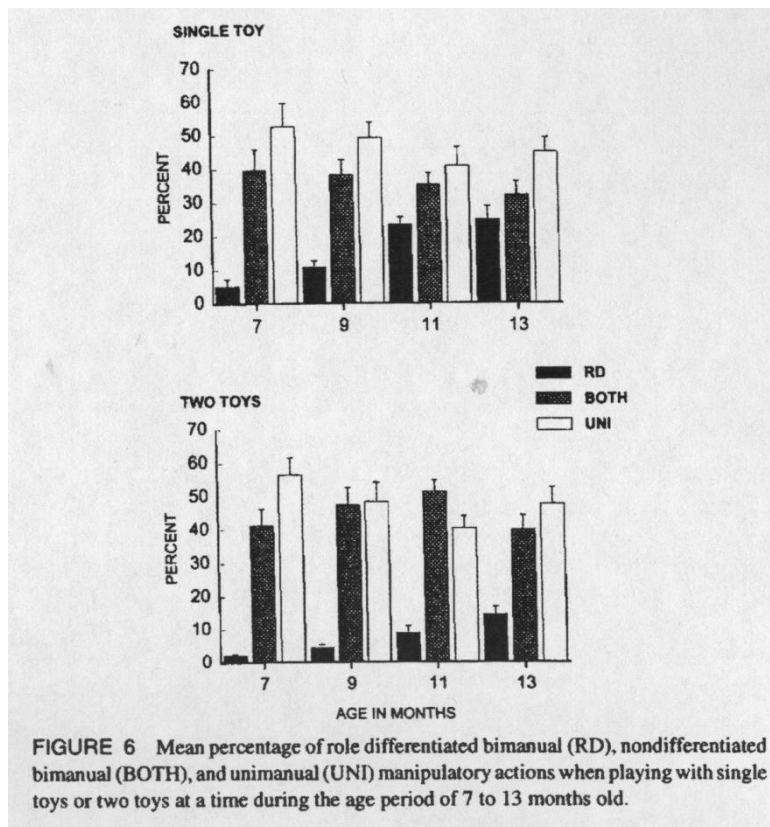 SINGLE TOY
70
60
50
40
30
20
10
0
PERCENT
7 9 11 13
RD
BOTH
UNI
TWO TOYS
70
60
50
40
30
20
10
0
PERCENT
7 9 11 13
AGE IN MONTHS
FIGURE 6 Mean percentage of role differentiated bimanual (RD), nondifferentiated
bimanual (BOTH), and unimanual (UNI) manipulatory actions when playing with single
toys or two toys at a time during the age period of 7 to 13 months old.